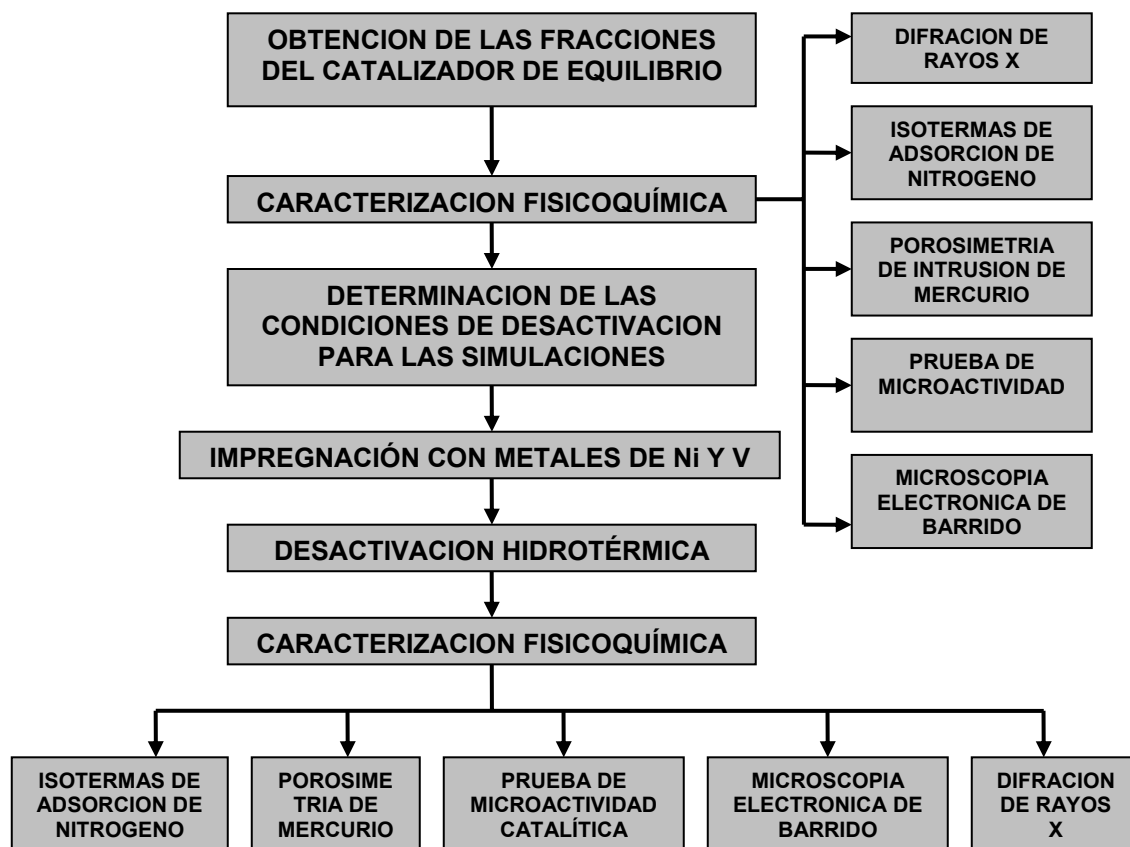 OBTENCION DE LAS FRACCIONES
DEL CATALIZADOR DE EQUILIBRIO
CARACTERIZACION FISICOQUÍMICA
DIFRACION DE
RAYOS X
ISOTERMAS DE
ADSORCION DE
NITROGENO
POROSIMETRIA
DE INTRUSION DE
MERCURIO
PRUEBA DE
MICROACTIVIDAD
MICROSCOPIA
ELECTRONICA DE
BARRIDO
DETERMINACION DE LAS
CONDICIONES DE DESACTIVACION
PARA LAS SIMULACIONES
IMPREGNACIÓN CON METALES DE Ni Y V
DESACTIVACION HIDROTÉRMICA
CARACTERIZACION FISICOQUÍMICA
ISOTERMAS DE
ADSORCION DE
NITROGENO
POROSIME
TRIA DE
MERCURIO
PRUEBA DE
MICROACTIVIDAD
CATALÍTICA
MICROSCOPIA
ELECTRONICA DE
BARRIDO
DIFRACION
DE RAYOS
X